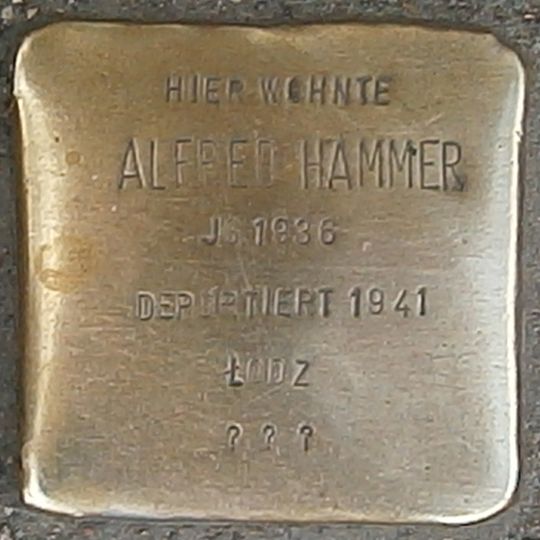 HIER WOHNTE
ALFRED HAMMER
JG. 1936
DEPORTIERT 1941
ŁODZ
? ? ?